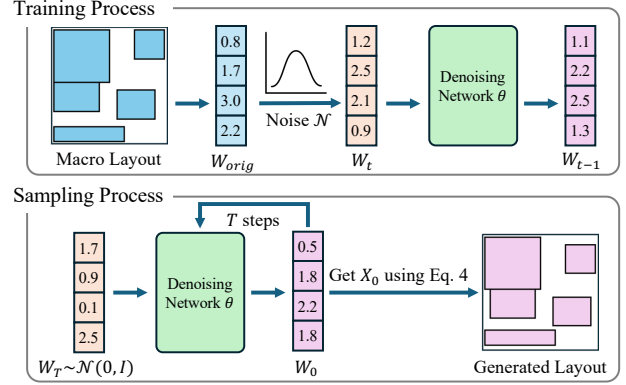 Training Process
0.8
1.7
3.0
2.2
Noise 𝒩
1.2
2.5
2.1
0.9
Denoising
Network θ
1.1
2.2
2.5
1.3
Macro Layout
W_orig
W_t
W_{t−1}
Sampling Process
T steps
1.7
0.9
0.1
2.5
Denoising
Network θ
0.5
1.8
2.2
1.8
Get X_0 using Eq. 4
W_T~𝒩(0, I)
W_0
Generated Layout